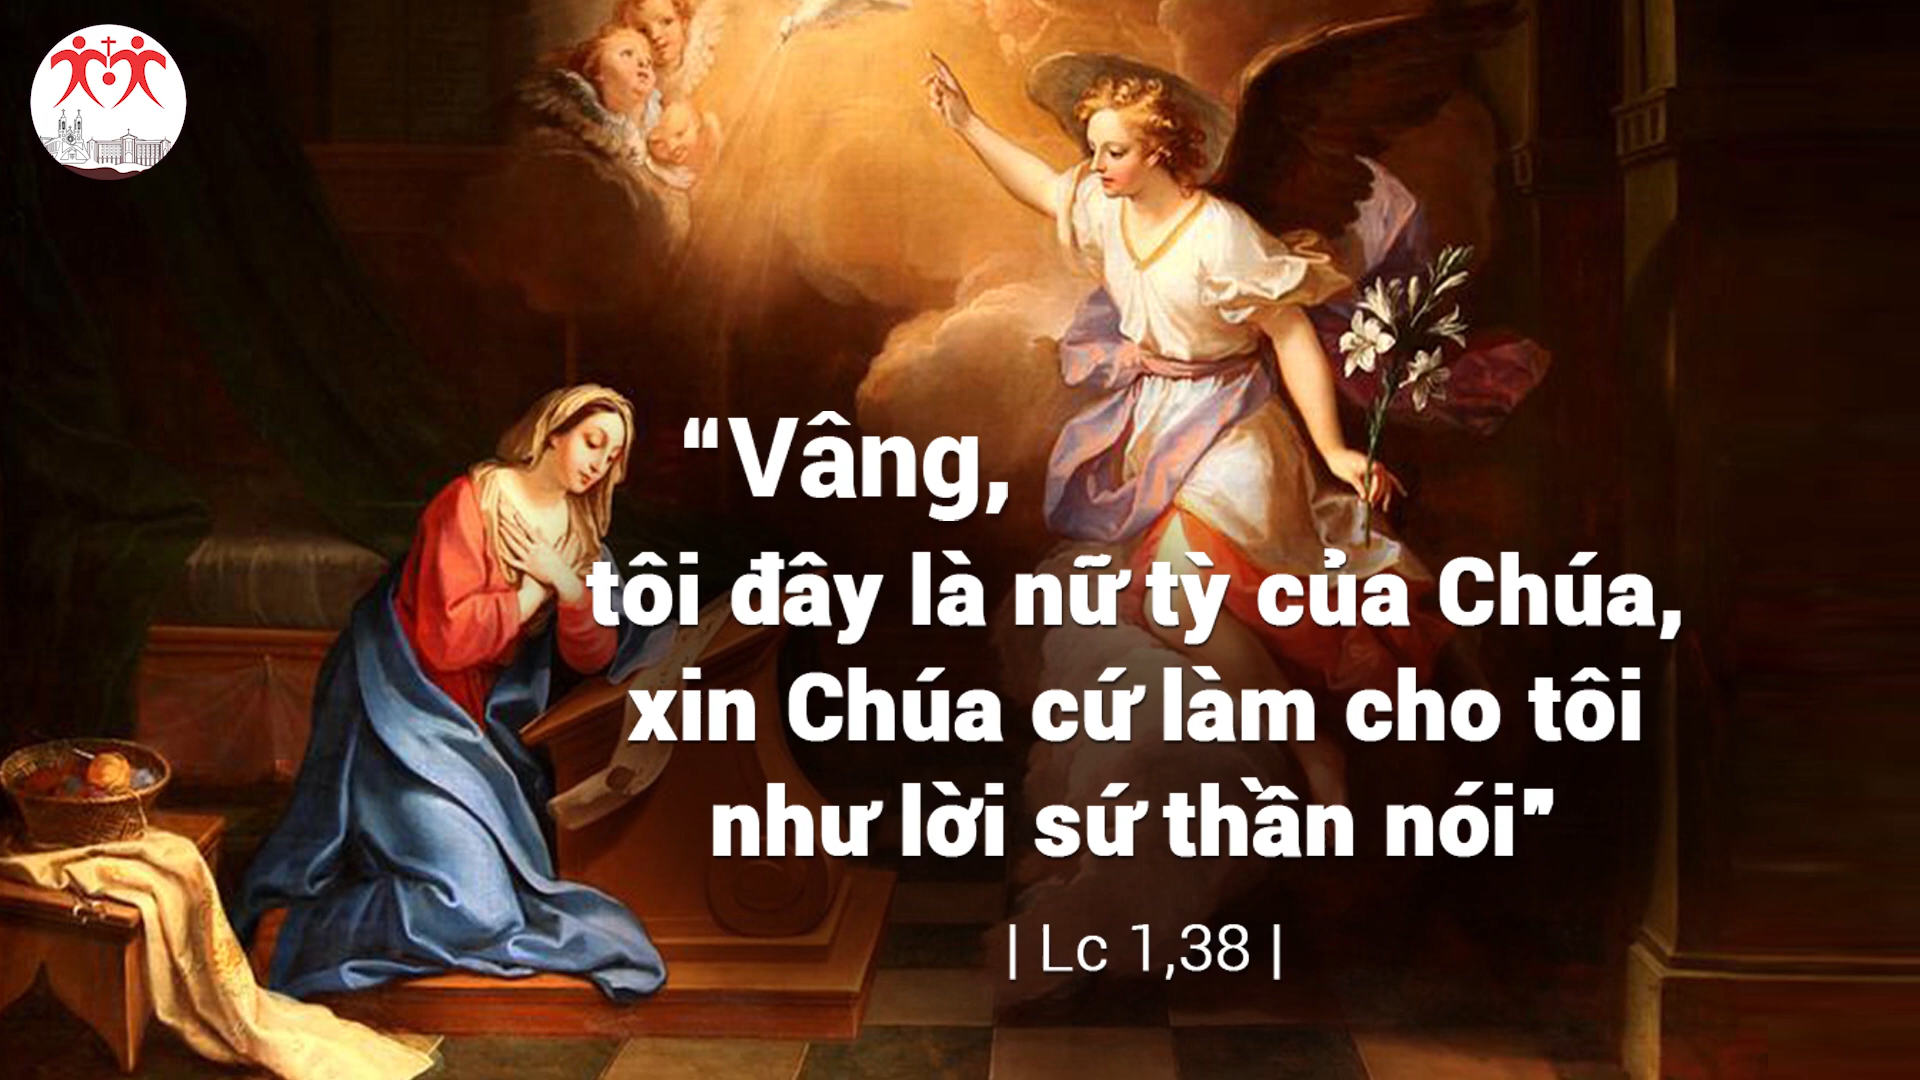 “Vâng,
tôi đây là nữ tỳ của Chúa,
xin Chúa cứ làm cho tôi
như lời sứ thần nói”
| Lc 1,38 |